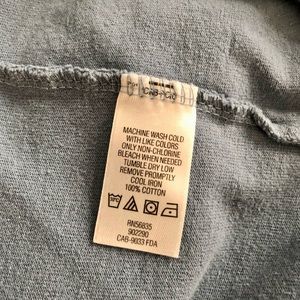 MACHINE WASH COLD
WITH LIKE COLORS
ONLY NON-CHLORINE
BLEACH WHEN NEEDED
TUMBLE DRY LOW
REMOVE PROMPTLY
COOL IRON
100% COTTON
RN56835
902290
CAB-9033 FDA